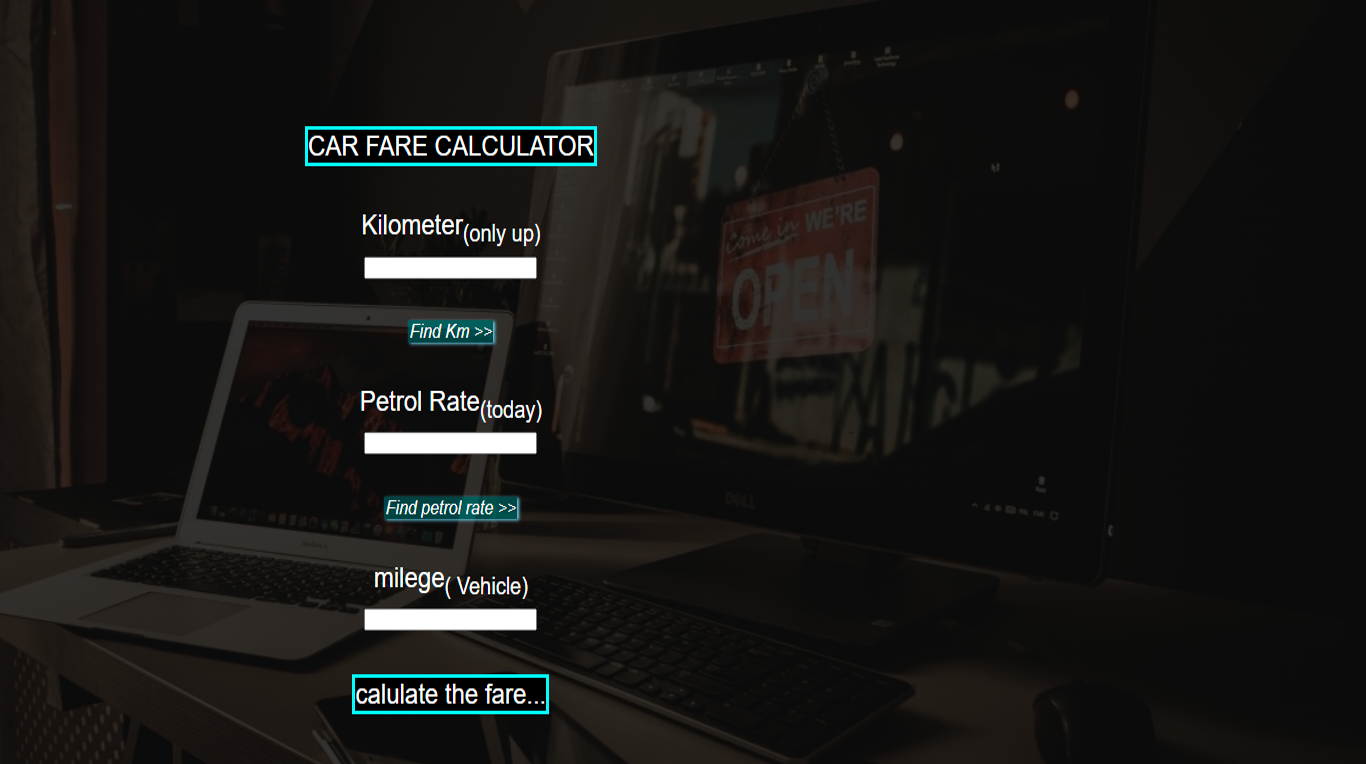 CAR FARE CALCULATOR
Kilometer(only up)
Come in WE'RE
OPEN
Find Km >>
Petrol Rate(today)
DELL
Find petrol rate >>
milege( Vehicle)
calulate the fare...